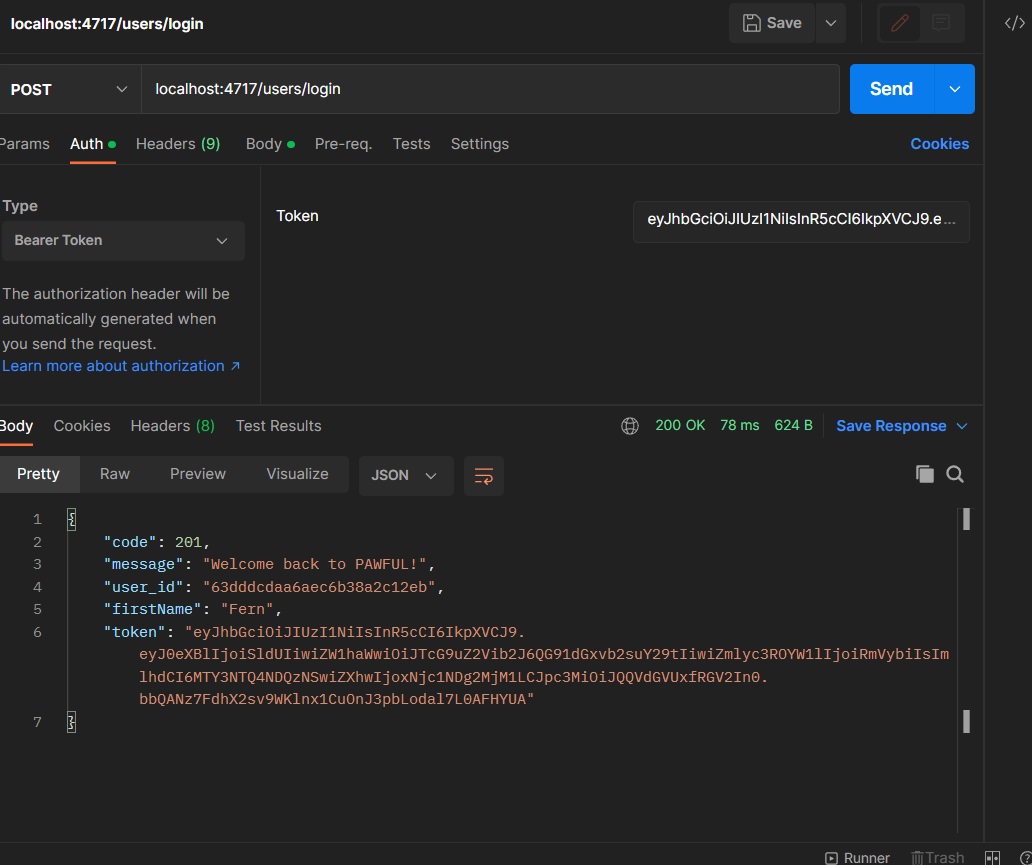 localhost:4717/users/login
Save
POST
localhost:4717/users/login
Send
Params Auth Headers (9) Body Pre-req. Tests Settings Cookies
Type
Bearer Token
Token
eyJhbGciOiJIUzI1NiIsInR5cCI6IkpXVCJ9.e...
The authorization header will be
automatically generated when
you send the request.
Learn more about authorization ↗
Body Cookies Headers (8) Test Results 200 OK 78 ms 624 B Save Response
Pretty Raw Preview Visualize JSON
1 {
2 "code": 201,
3 "message": "Welcome back to PAWFUL!",
4 "user_id": "63dddcdaa6aec6b38a2c12eb",
5 "firstName": "Fern",
6 "token": "eyJhbGciOiJIUzI1NiIsInR5cCI6IkpXVCJ9.
eyJ0eXBlIjoiSldUIiwiZW1haWwiOiJTcG9uZ2Vib2J6QG91dGxvb2suY29tIiwiZmlyc3ROYW1lIjoiRmVybiIsIm
lhdCI6MTY3NTQ4NDQzNSwiZXhwIjoxNjc1NDg2MjM1LCJpc3MiOiJQQVdGVUxfRGV2In0.
bbQANz7FdhX2sv9WKlnx1CuOnJ3pbLodal7L0AFHYUA"
7 }
Runner Trash